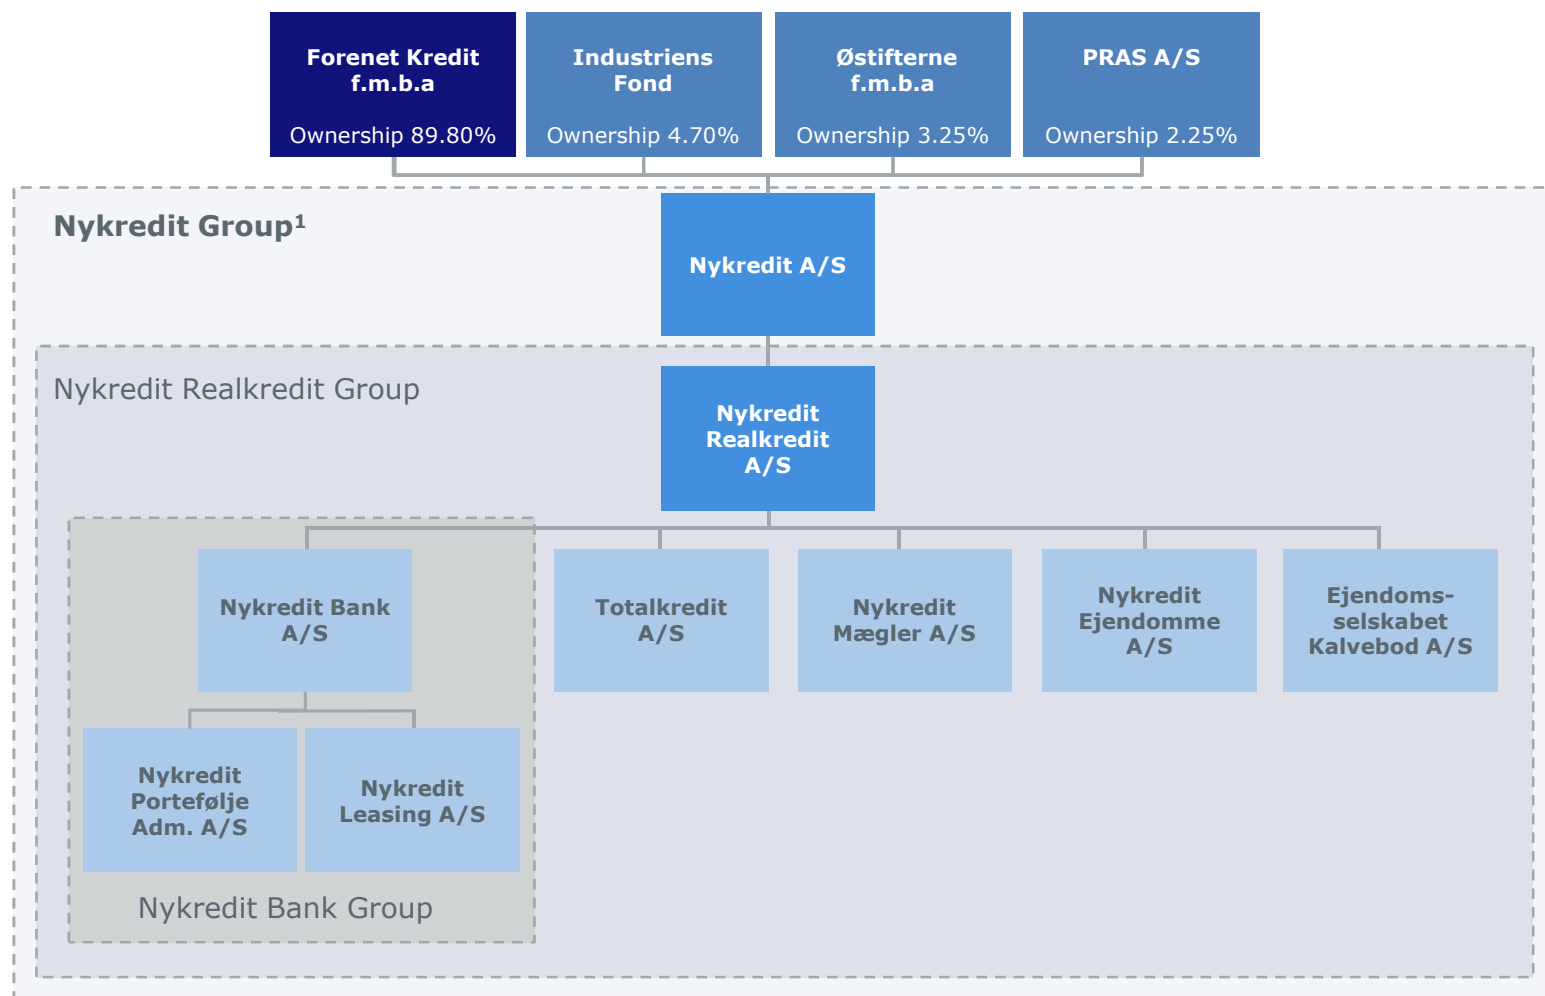 Forenet Kredit
f.m.b.a
Ownership 89.80%
Industriens
Fond
Ownership 4.70%
Østifterne
f.m.b.a
Ownership 3.25%
PRAS A/S
Ownership 2.25%
Nykredit Group¹
Nykredit A/S
Nykredit Realkredit Group
Nykredit
Realkredit
A/S
Nykredit Bank
A/S
Totalkredit
A/S
Nykredit
Mægler A/S
Nykredit
Ejendomme
A/S
Ejendoms-
selskabet
Kalvebod A/S
Nykredit
Portefølje
Adm. A/S
Nykredit
Leasing A/S
Nykredit Bank Group